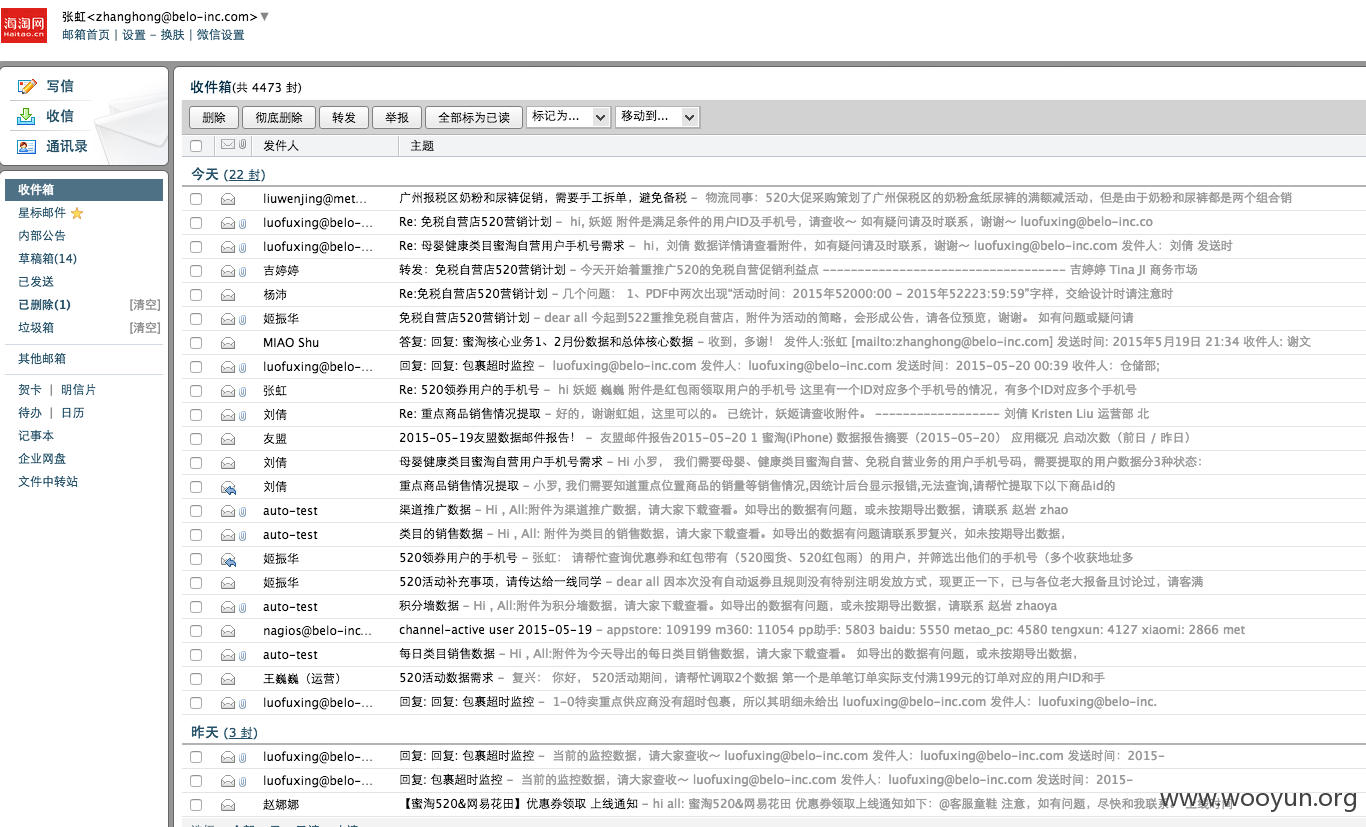 海淘网
Haitao.cn
张虹<zhanghong@belo-inc.com>
邮箱首页 | 设置 - 换肤 | 微信设置
写信
收信
通讯录
收件箱
星标邮件
内部公告
草稿箱(14)
已发送
已删除(1) [清空]
垃圾箱 [清空]
其他邮箱
贺卡 | 明信片
待办 | 日历
记事本
企业网盘
文件中转站
收件箱(共 4473 封)
删除 彻底删除 转发 举报 全部标为已读 标记为... 移动到...
发件人 主题
今天 (22 封)
liuwenjing@met... 广州报税区奶粉和尿裤促销，需要手工拆单，避免备税 - 物流同事：520大促采购策划了广州保税区的奶粉盒纸尿裤的满额减活动，但是由于奶粉和尿裤都是两个组合销
luofuxing@belo-... Re: 免税自营店520营销计划 - hi, 妖姬 附件是满足条件的用户ID及手机号，请查收～ 如有疑问请及时联系，谢谢～ luofuxing@belo-inc.co
luofuxing@belo-... Re: 母婴健康类目蜜淘自营用户手机号需求 - hi，刘倩 数据详情请查看附件，如有疑问请及时联系，谢谢～ luofuxing@belo-inc.com 发件人：刘倩 发送时
吉婷婷 转发：免税自营店520营销计划 - 今天开始着重推广520的免税自营促销利益点 ----------------------------------- 吉婷婷 Tina JI 商务市场
杨沛 Re:免税自营店520营销计划 - 几个问题： 1、PDF中两次出现“活动时间：2015年52000:00 - 2015年52223:59:59”字样，交给设计时请注意时
姬振华 免税自营店520营销计划 - dear all 今起到522重推免税自营店，附件为活动的简略，会形成公告，请各位预览，谢谢。 如有问题或疑问请
MIAO Shu 答复: 回复: 蜜淘核心业务1、2月份数据和总体核心数据 - 收到，多谢！ 发件人:张虹 [mailto:zhanghong@belo-inc.com] 发送时间: 2015年5月19日 21:34 收件人: 谢文
luofuxing@belo-... 回复: 回复: 包裹超时监控 - luofuxing@belo-inc.com 发件人：luofuxing@belo-inc.com 发送时间：2015-05-20 00:39 收件人：仓储部;
张虹 Re: 520领券用户的手机号 - hi 妖姬 巍巍 附件是红包雨领取用户的手机号 这里有一个ID对应多个手机号的情况，有多个ID对应多个手机号
刘倩 Re: 重点商品销售情况提取 - 好的，谢谢虹姐，这里可以的。 已统计，妖姬请查收附件。 ------------------ 刘倩 Kristen Liu 运营部 北
友盟 2015-05-19友盟数据邮件报告！ - 友盟邮件报告2015-05-20 1 蜜淘(iPhone) 数据报告摘要（2015-05-20） 应用概况 启动次数（前日 / 昨日）
刘倩 母婴健康类目蜜淘自营用户手机号需求 - Hi 小罗， 我们需要母婴、健康类目蜜淘自营、免税自营业务的用户手机号码，需要提取的用户数据分3种状态：
刘倩 重点商品销售情况提取 - 小罗, 我们需要知道重点位置商品的销量等销售情况,因统计后台显示报错,无法查询,请帮忙提取下以下商品id的
auto-test 渠道推广数据 - Hi , All:附件为渠道推广数据，请大家下载查看。如导出的数据有问题，或未按期导出数据，请联系 赵岩 zhao
auto-test 类目的销售数据 - Hi , All: 附件为类目的销售数据，请大家下载查看。如导出的数据有问题请联系罗复兴，如未按期导出数据，
姬振华 520领券用户的手机号 - 张虹： 请帮忙查询优惠券和红包带有（520囤货、520红包雨）的用户，并筛选出他们的手机号（多个收获地址多
姬振华 520活动补充事项，请传达给一线同学 - dear all 因本次没有自动返券且规则没有特别注明发放方式，现更正一下，已与各位老大报备且讨论过，请客满
auto-test 积分墙数据 - Hi , All:附件为积分墙数据，请大家下载查看。如导出的数据有问题，或未按期导出数据，请联系 赵岩 zhaoya
nagios@belo-inc... channel-active user 2015-05-19 - appstore: 109199 m360: 11054 pp助手: 5803 baidu: 5550 metao_pc: 4580 tengxun: 4127 xiaomi: 2866 met
auto-test 每日类目销售数据 - Hi , All:附件为今天导出的每日类目销售数据，请大家下载查看。 如导出的数据有问题，或未按期导出数据，
王巍巍（运营） 520活动数据需求 - 复兴： 你好， 520活动期间，请帮忙调取2个数据 第一个是单笔订单实际支付满199元的订单对应的用户ID和手
luofuxing@belo-... 回复: 回复: 包裹超时监控 - 1-0特卖重点供应商没有超时包裹，所以其明细未给出 luofuxing@belo-inc.com 发件人：luofuxing@belo-inc.
昨天 (3 封)
luofuxing@belo-... 回复: 回复: 包裹超时监控 - 当前的监控数据，请大家查收～ luofuxing@belo-inc.com 发件人：luofuxing@belo-inc.com 发送时间：2015-
luofuxing@belo-... 回复: 包裹超时监控 - 当前的监控数据，请大家查收～ luofuxing@belo-inc.com 发件人：luofuxing@belo-inc.com 发送时间：2015-
赵娜娜 【蜜淘520&网易花田】优惠券领取 上线通知 - hi all: 蜜淘520&网易花田 优惠券领取上线通知如下：@客服童鞋 注意，如有问题，尽快和我联系 上线时间
www.wooyun.org